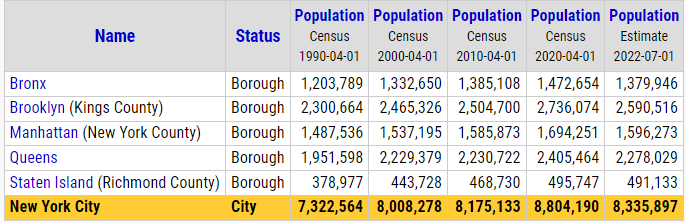 Name Status Population Population Population Population Population
Census Census Census Census Estimate
1990-04-01 2000-04-01 2010-04-01 2020-04-01 2022-07-01
Bronx Borough 1,203,789 1,332,650 1,385,108 1,472,654 1,379,946
Brooklyn (Kings County) Borough 2,300,664 2,465,326 2,504,700 2,736,074 2,590,516
Manhattan (New York County) Borough 1,487,536 1,537,195 1,585,873 1,694,251 1,596,273
Queens Borough 1,951,598 2,229,379 2,230,722 2,405,464 2,278,029
Staten Island (Richmond County) Borough 378,977 443,728 468,730 495,747 491,133
New York City City 7,322,564 8,008,278 8,175,133 8,804,190 8,335,897